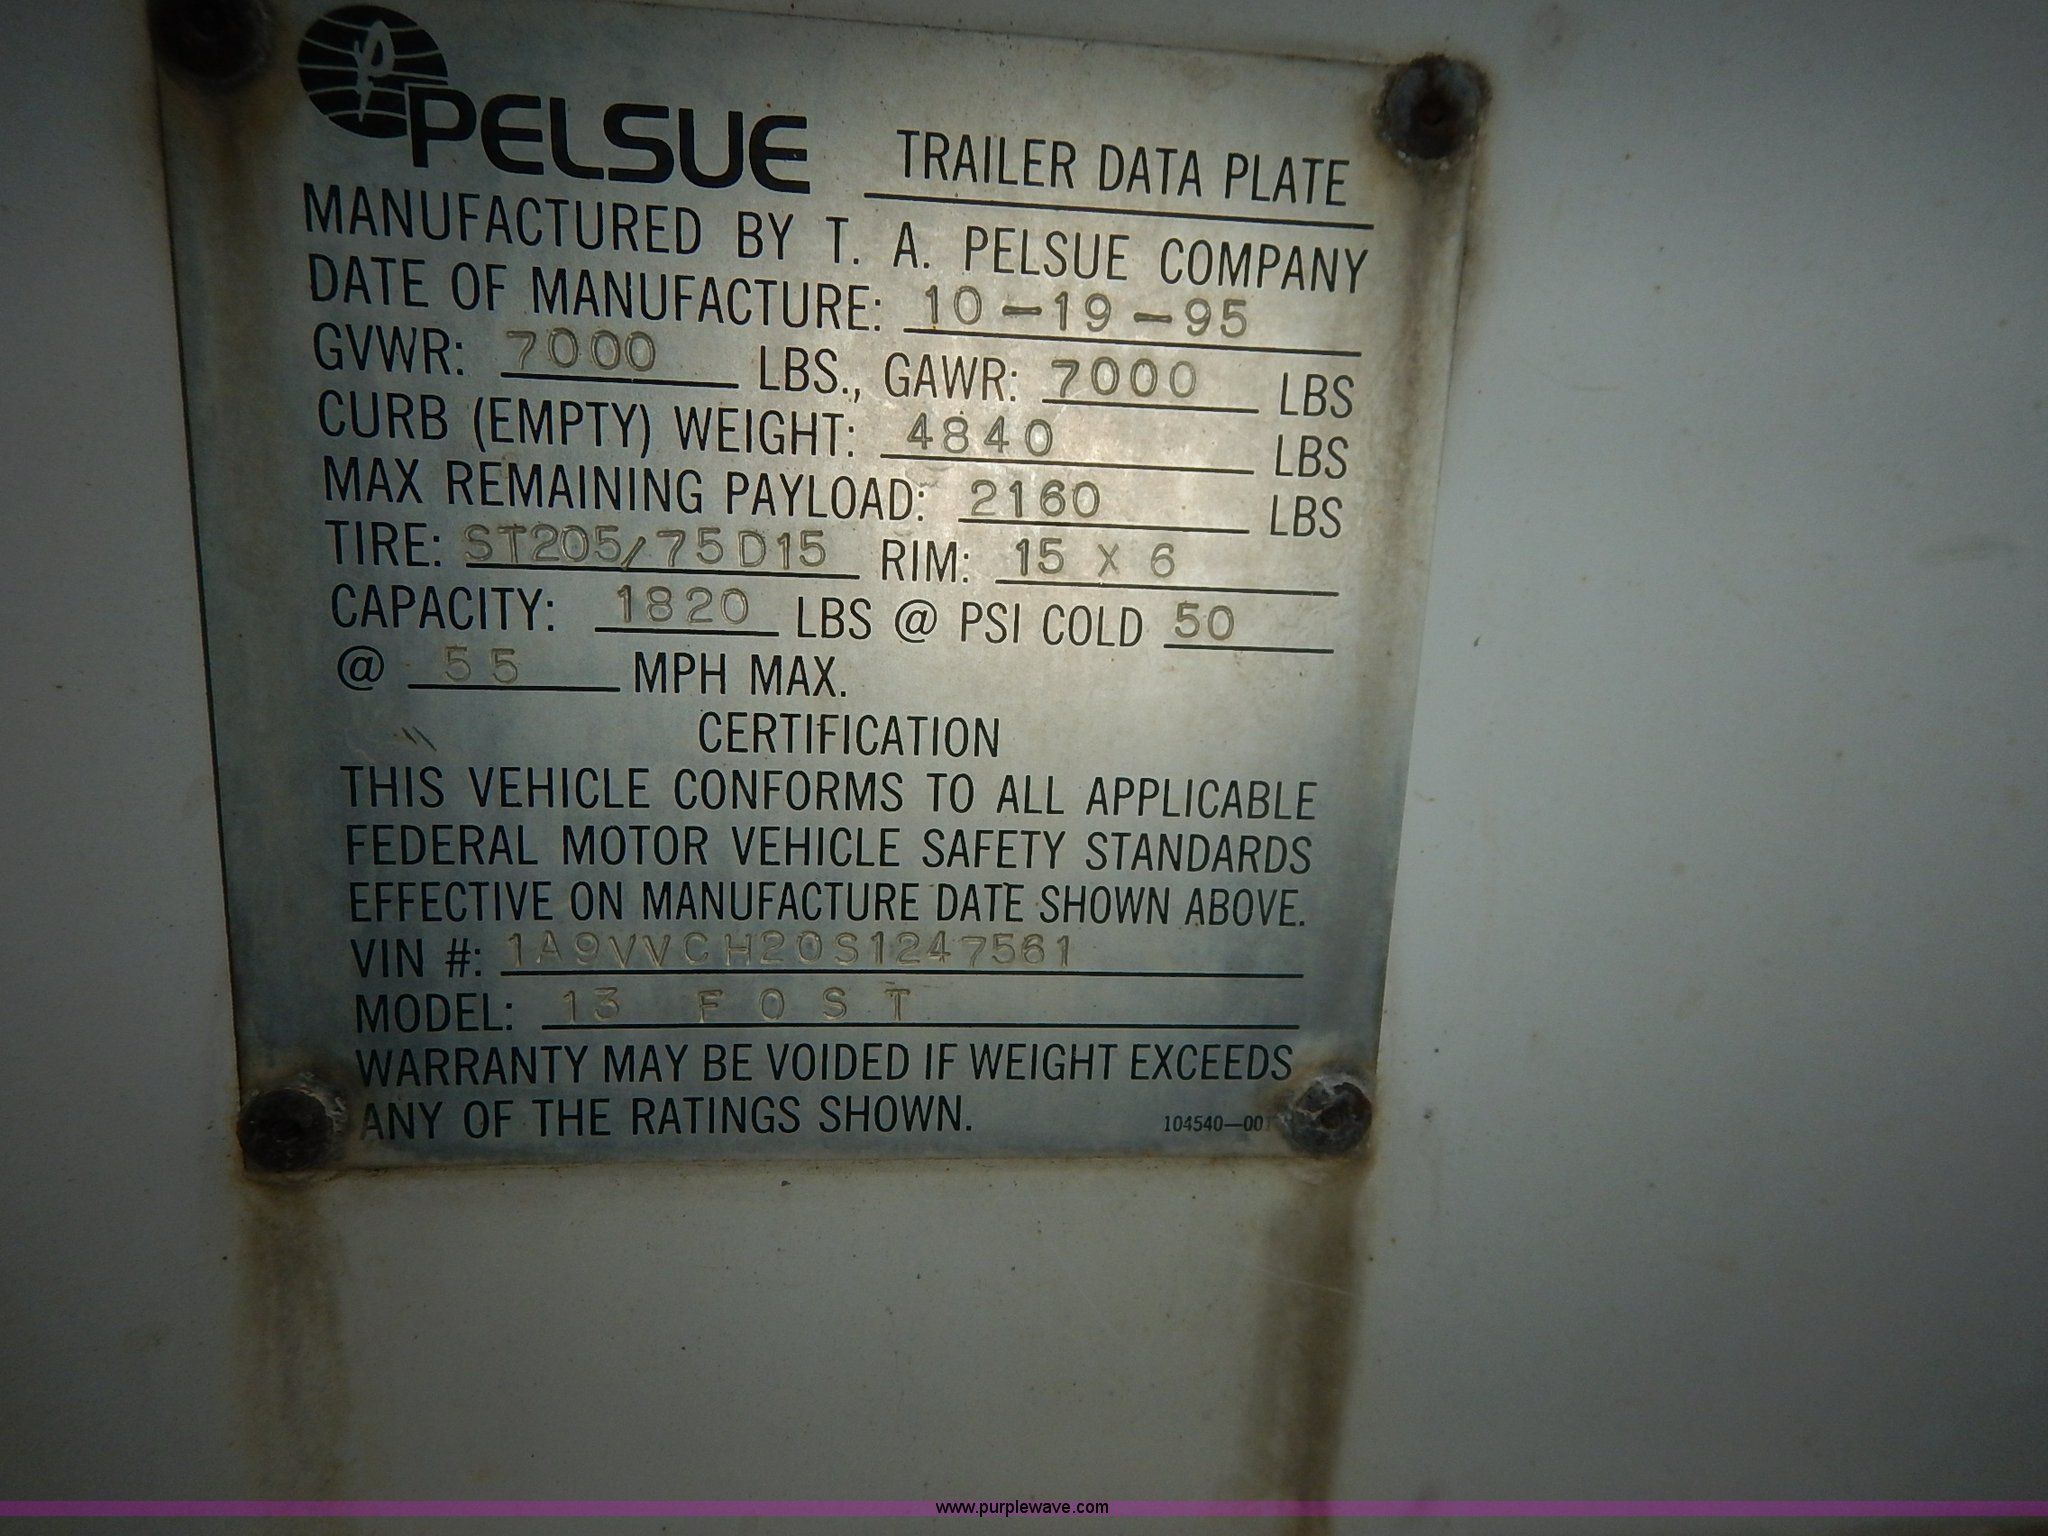 PELSUE TRAILER DATA PLATE
MANUFACTURED BY T. A. PELSUE COMPANY
DATE OF MANUFACTURE: 10-19-95
GVWR: 7000 LBS., GAWR: 7000 LBS
CURB (EMPTY) WEIGHT: 4840 LBS
MAX REMAINING PAYLOAD: 2160 LBS
TIRE: ST205/75D15 RIM: 15 X 6
CAPACITY: 1820 LBS @ PSI COLD 50
@ 55 MPH MAX.
CERTIFICATION
THIS VEHICLE CONFORMS TO ALL APPLICABLE
FEDERAL MOTOR VEHICLE SAFETY STANDARDS
EFFECTIVE ON MANUFACTURE DATE SHOWN ABOVE.
VIN #: 1A9VVCH20S1247561
MODEL: 13 FOST
WARRANTY MAY BE VOIDED IF WEIGHT EXCEEDS
ANY OF THE RATINGS SHOWN.
www.purplewave.com